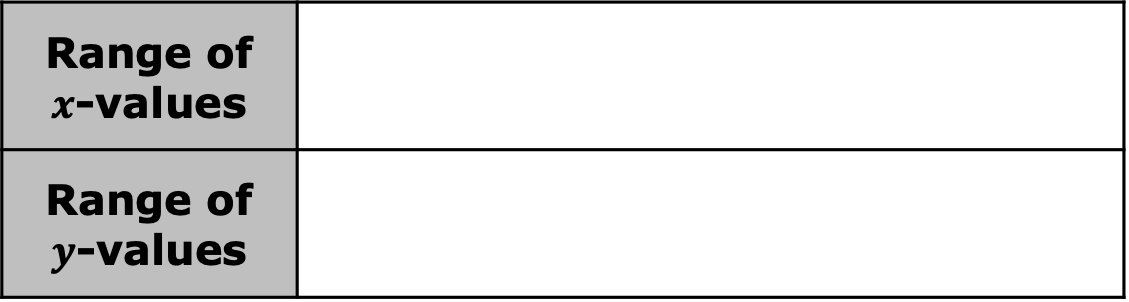 Range of
x-values
Range of
y-values